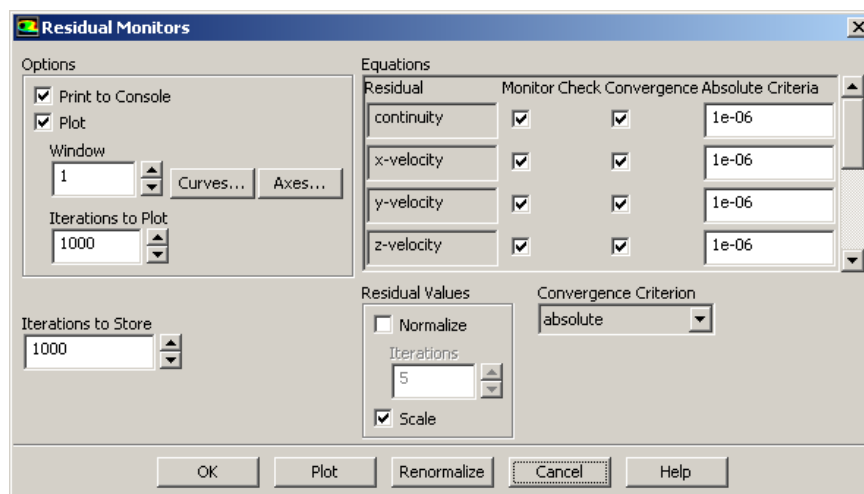 Residual Monitors
Options
Print to Console
Plot
Window
1
Curves...
Axes...
Iterations to Plot
1000
Iterations to Store
1000
Equations
Residual Monitor Check Convergence Absolute Criteria
continuity 1e-06
x-velocity 1e-06
y-velocity 1e-06
z-velocity 1e-06
Residual Values
Normalize
Iterations
5
Scale
Convergence Criterion
absolute
OK Plot Renormalize Cancel Help